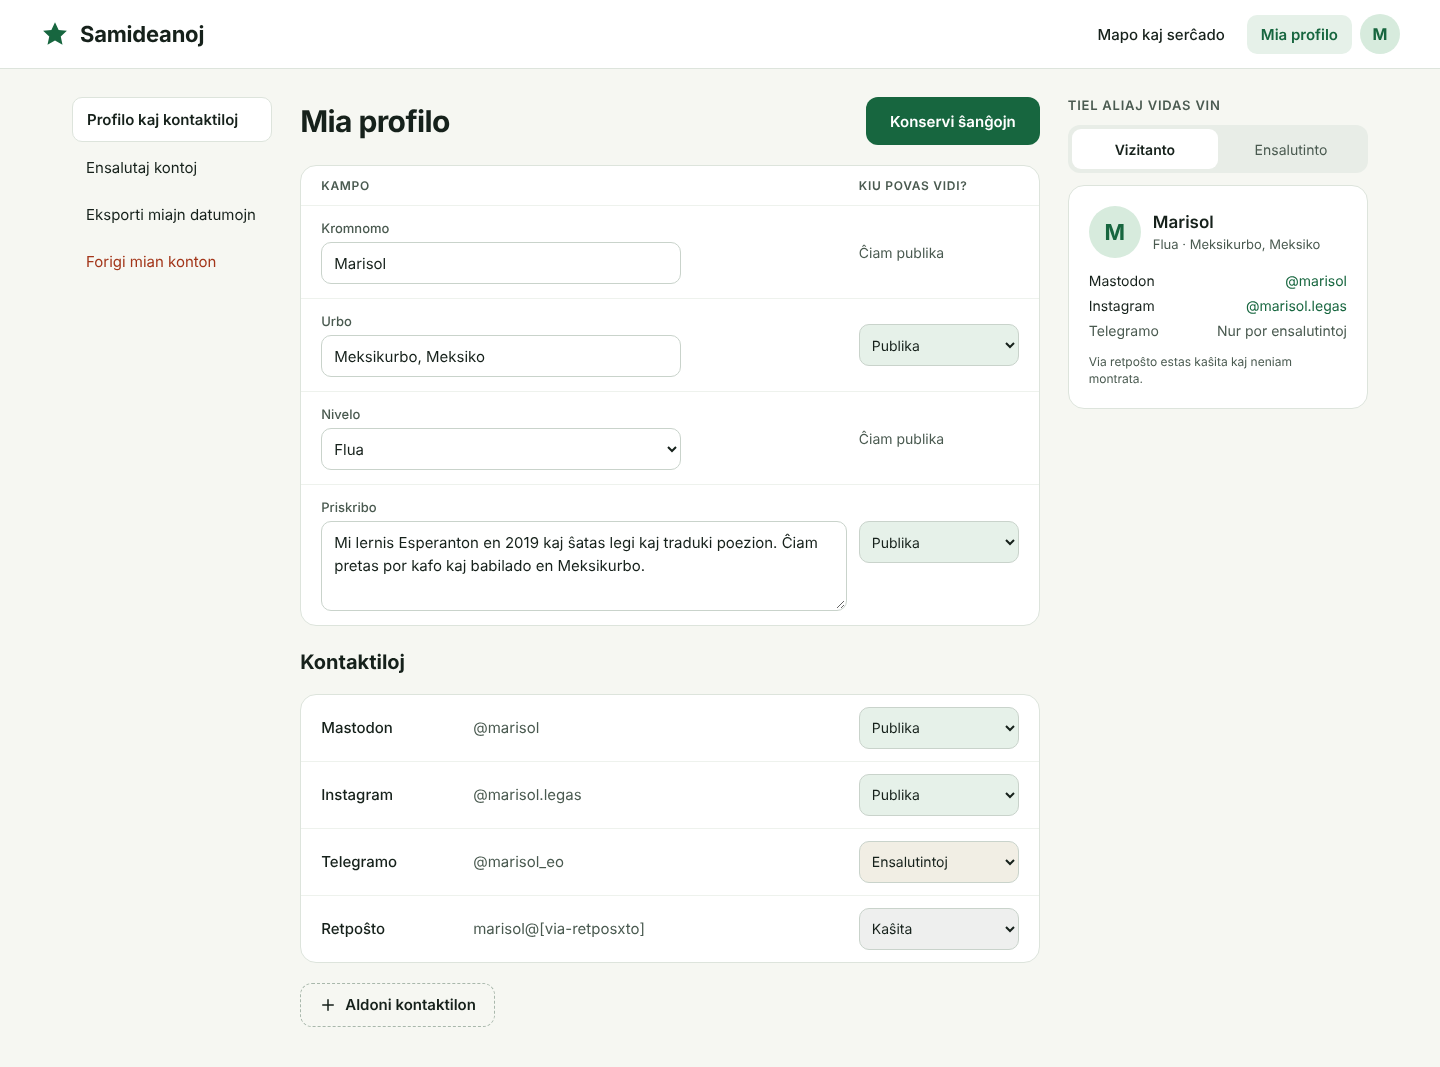 Samideanoj
Mapo kaj serĉado
Mia profilo
M
Profilo kaj kontaktiloj
Ensalutaj kontoj
Eksporti miajn datumojn
Forigi mian konton
Mia profilo
Konservi ŝanĝojn
KAMPO
KIU POVAS VIDI?
Kromnomo
Marisol
Ĉiam publika
Urbo
Meksikurbo, Meksiko
Publika
Nivelo
Flua
Ĉiam publika
Priskribo
Mi lernis Esperanton en 2019 kaj ŝatas legi kaj traduki poezion. Ĉiam
pretas por kafo kaj babilado en Meksikurbo.
Publika
Kontaktiloj
Mastodon
@marisol
Publika
Instagram
@marisol.legas
Publika
Telegramo
@marisol_eo
Ensalutintoj
Retpoŝto
marisol@[via-retposxto]
Kaŝita
Aldoni kontaktilon
TIEL ALIAJ VIDAS VIN
Vizitanto
Ensalutinto
M
Marisol
Flua · Meksikurbo, Meksiko
Mastodon
@marisol
Instagram
@marisol.legas
Telegramo
Nur por ensalutintoj
Via retpoŝto estas kaŝita kaj neniam
montrata.